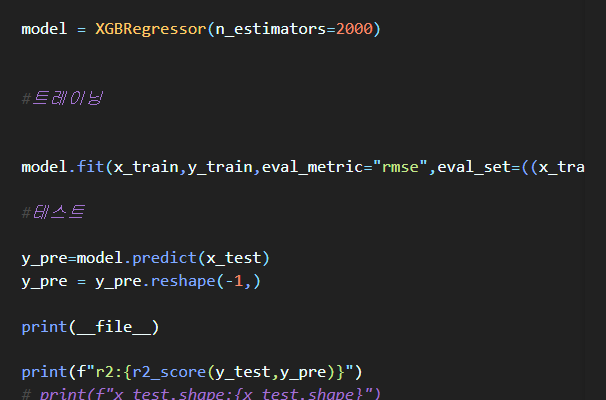 model = XGBRegressor(n_estimators=2000)
#트레이닝
model.fit(x_train,y_train,eval_metric="rmse",eval_set=((x_tra
#테스트
y_pre=model.predict(x_test)
y_pre = y_pre.reshape(-1,)
print(__file__)
print(f"r2:{r2_score(y_test,y_pre)}")
# print(f"x_test.shape:{x_test.shape}")